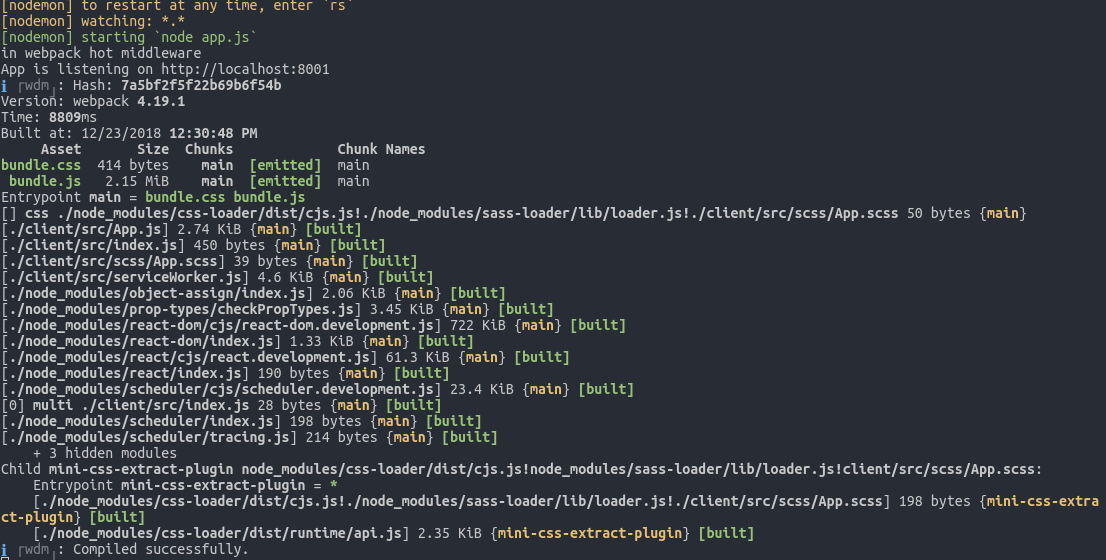 [nodemon] to restart at any time, enter `rs`
[nodemon] watching: *.*
[nodemon] starting `node app.js`
in webpack hot middleware
App is listening on http://localhost:8001
ℹ 「wdm」: Hash: 7a5bf2f5f22b69b6f54b
Version: webpack 4.19.1
Time: 8809ms
Built at: 12/23/2018 12:30:48 PM
     Asset       Size  Chunks             Chunk Names
bundle.css  414 bytes    main  [emitted]  main
 bundle.js   2.15 MiB    main  [emitted]  main
Entrypoint main = bundle.css bundle.js
[] css ./node_modules/css-loader/dist/cjs.js!./node_modules/sass-loader/lib/loader.js!./client/src/scss/App.scss 50 bytes {main}
[./client/src/App.js] 2.74 KiB {main} [built]
[./client/src/index.js] 450 bytes {main} [built]
[./client/src/scss/App.scss] 39 bytes {main} [built]
[./client/src/serviceWorker.js] 4.6 KiB {main} [built]
[./node_modules/object-assign/index.js] 2.06 KiB {main} [built]
[./node_modules/prop-types/checkPropTypes.js] 3.45 KiB {main} [built]
[./node_modules/react-dom/cjs/react-dom.development.js] 722 KiB {main} [built]
[./node_modules/react-dom/index.js] 1.33 KiB {main} [built]
[./node_modules/react/cjs/react.development.js] 61.3 KiB {main} [built]
[./node_modules/react/index.js] 190 bytes {main} [built]
[./node_modules/scheduler/cjs/scheduler.development.js] 23.4 KiB {main} [built]
[0] multi ./client/src/index.js 28 bytes {main} [built]
[./node_modules/scheduler/index.js] 198 bytes {main} [built]
[./node_modules/scheduler/tracing.js] 214 bytes {main} [built]
    + 3 hidden modules
Child mini-css-extract-plugin node_modules/css-loader/dist/cjs.js!node_modules/sass-loader/lib/loader.js!client/src/scss/App.scss:
    Entrypoint mini-css-extract-plugin = *
    [./node_modules/css-loader/dist/cjs.js!./node_modules/sass-loader/lib/loader.js!./client/src/scss/App.scss] 198 bytes {mini-css-extra
ct-plugin} [built]
    [./node_modules/css-loader/dist/runtime/api.js] 2.35 KiB {mini-css-extract-plugin} [built]
ℹ 「wdm」: Compiled successfully.